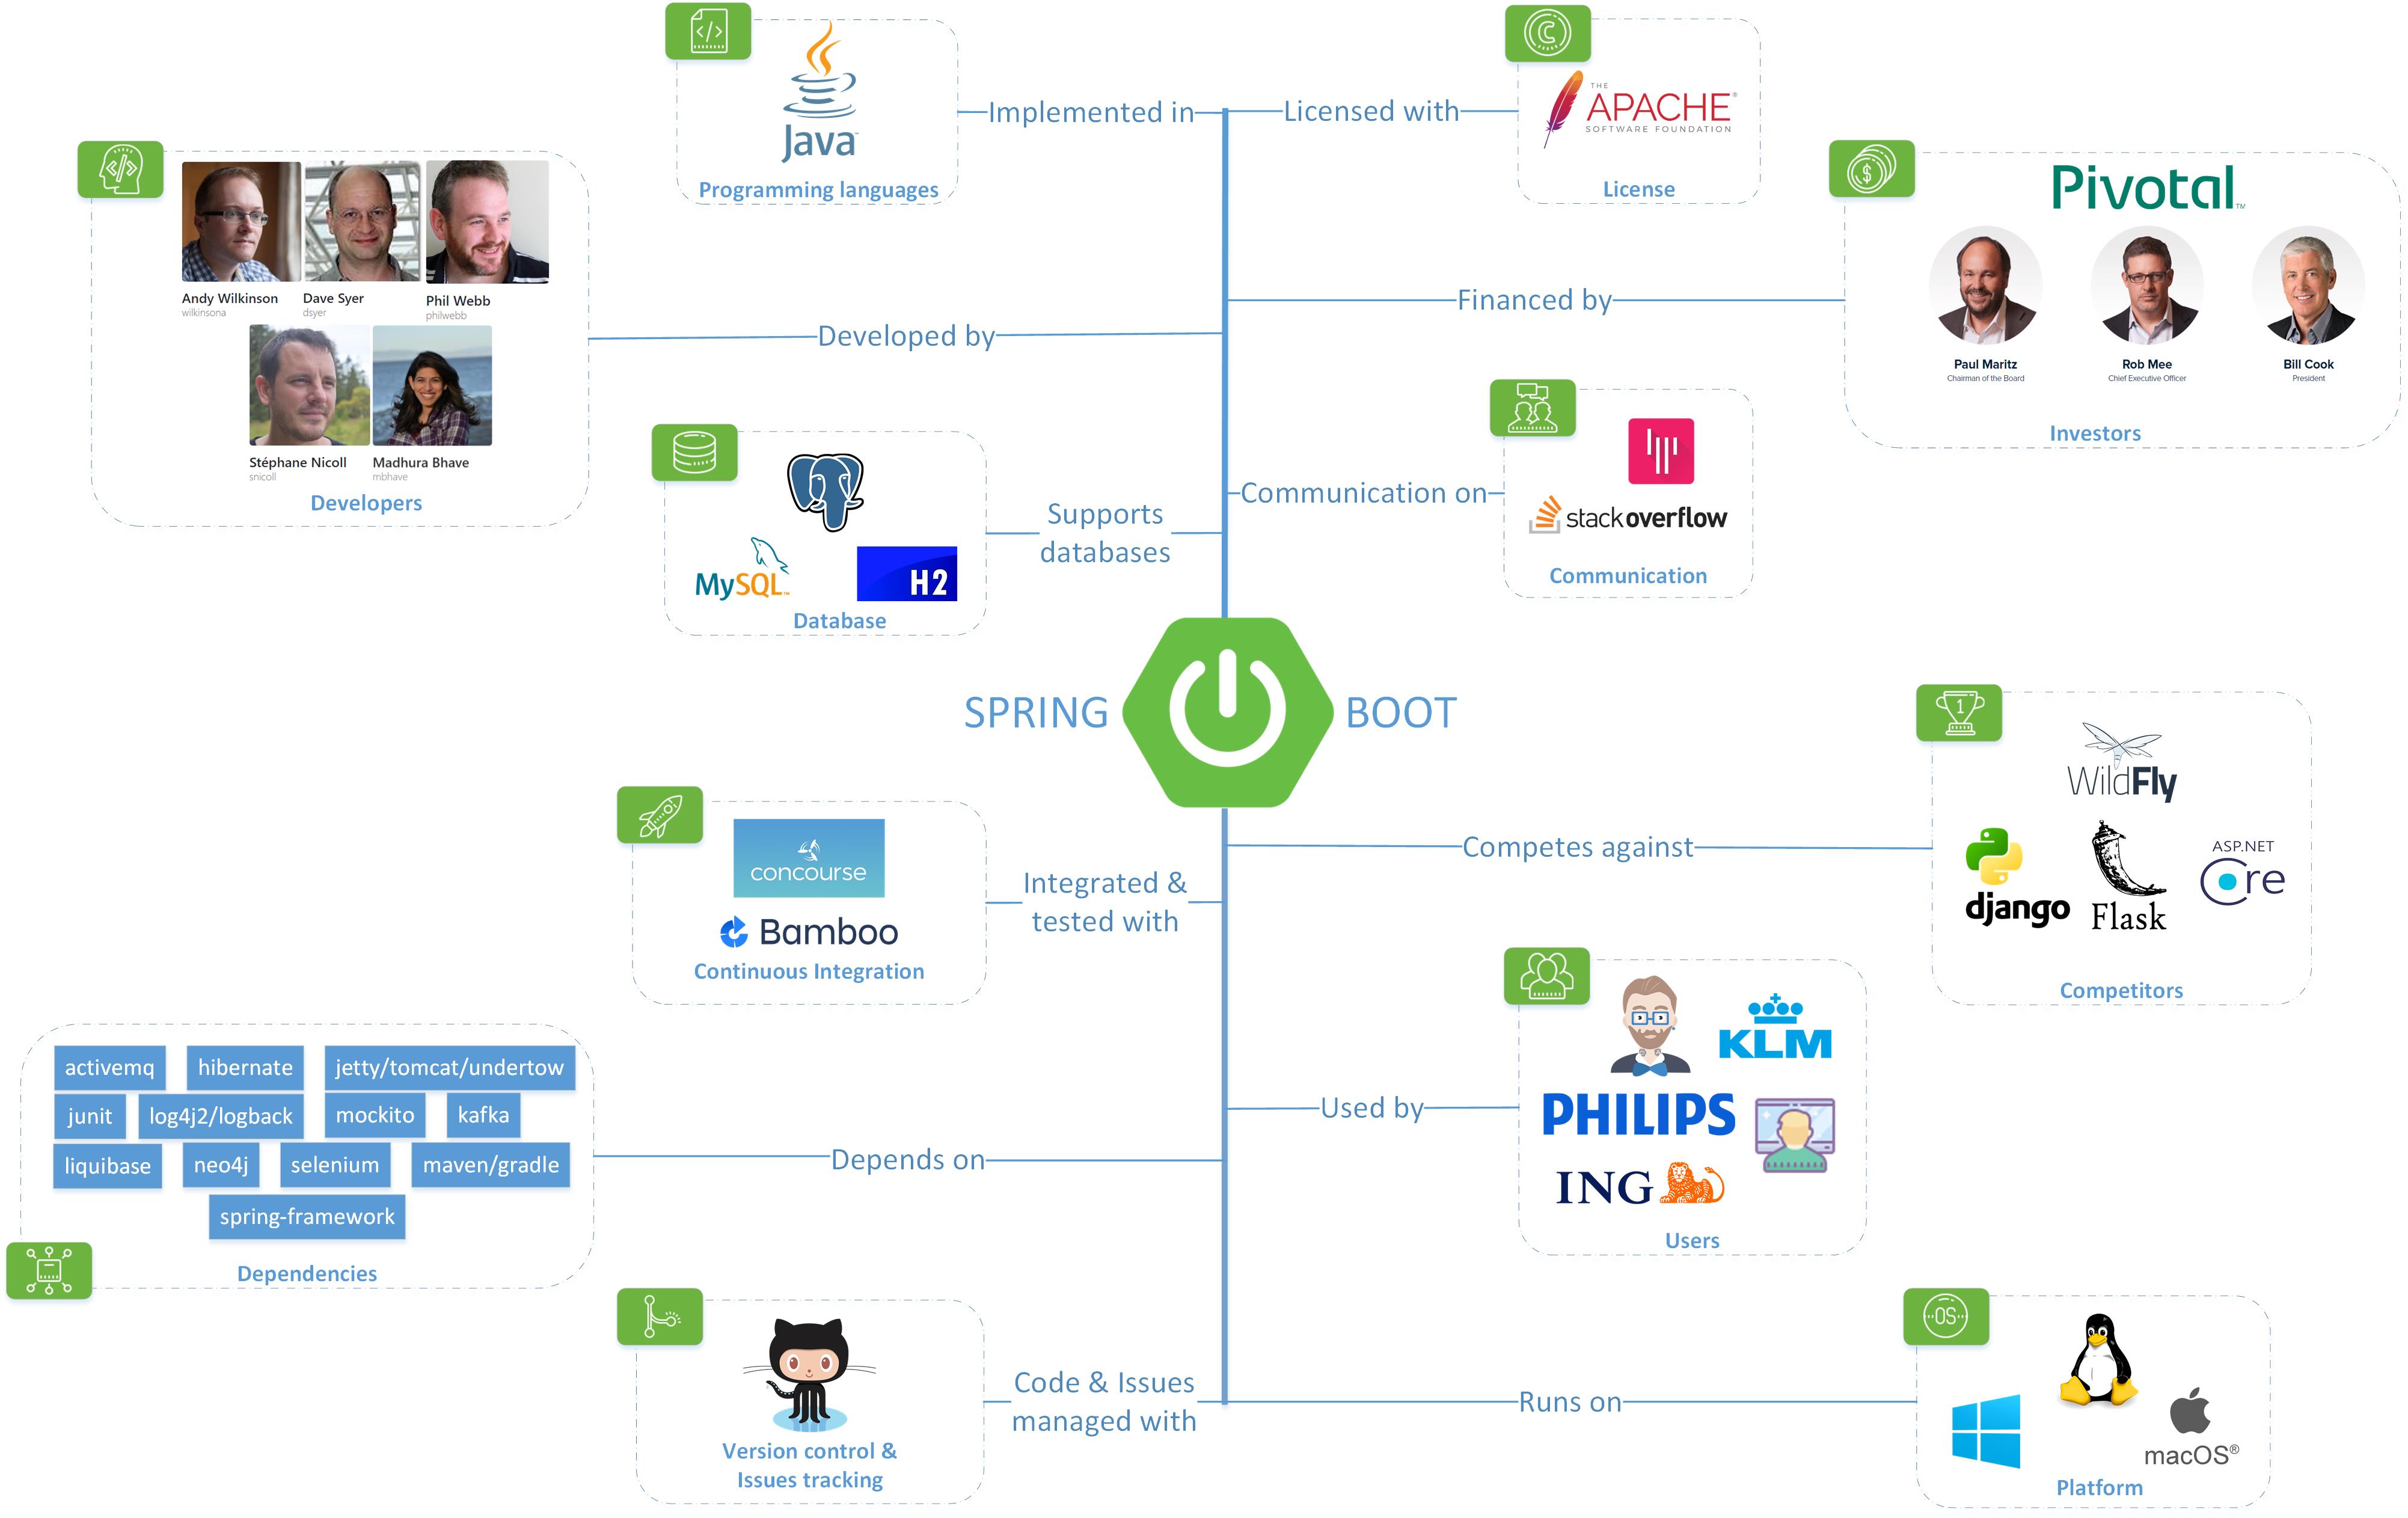 Java™
Programming languages
Implemented in
Licensed with
THE
APACHE®
SOFTWARE FOUNDATION
License
Andy Wilkinson
wilkinsona
Dave Syer
dsyer
Phil Webb
philwebb
Stéphane Nicoll
snicoll
Madhura Bhave
mbhave
Developers
Developed by
Financed by
Pivotal™
Paul Maritz
Chairman of the Board
Rob Mee
Chief Executive Officer
Bill Cook
President
Investors
MySQL™
H2
Database
Supports
databases
Communication on
stackoverflow
Communication
SPRING
BOOT
concourse
Bamboo
Continuous Integration
Integrated &
tested with
Competes against
WildFly
django
Flask
ASP.NET
Core
Competitors
activemq
hibernate
jetty/tomcat/undertow
junit
log4j2/logback
mockito
kafka
liquibase
neo4j
selenium
maven/gradle
spring-framework
Dependencies
Depends on
Used by
KLM
PHILIPS
ING
Users
Version control &
Issues tracking
Code & Issues
managed with
Runs on
OS
macOS®
Platform